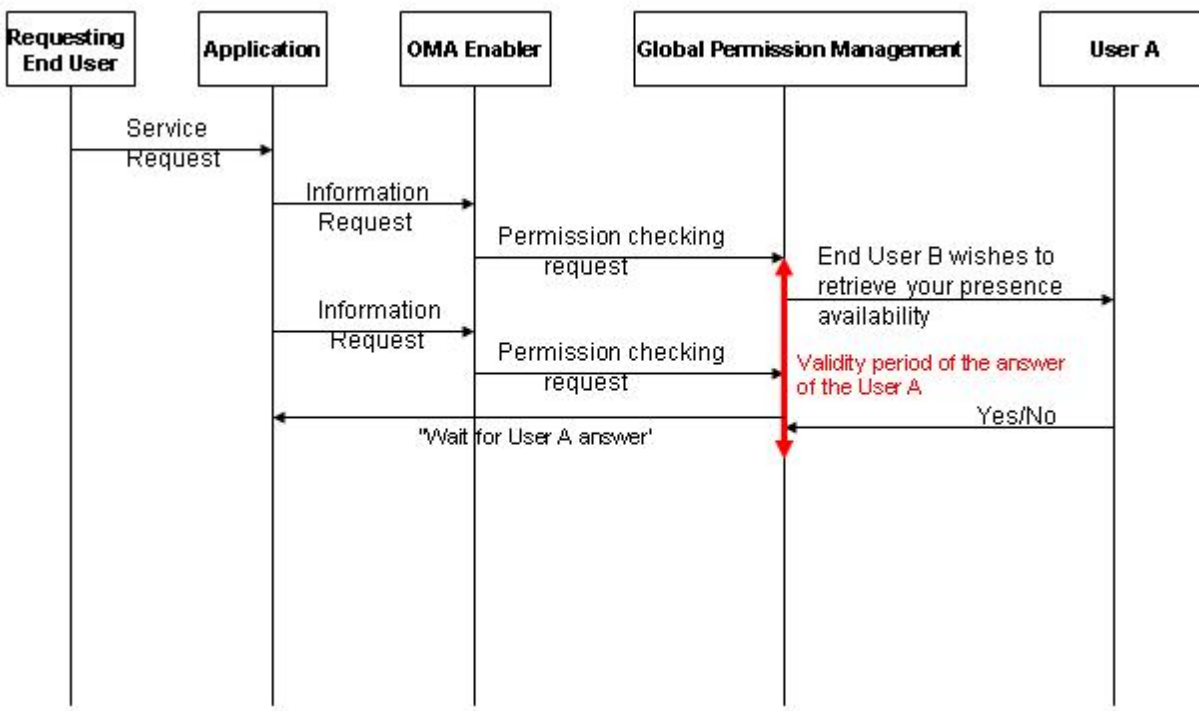 Requesting
End User
Application
OMA Enabler
Global Permission Management
User A
Service
Request
Information
Request
Permission checking
request
End User B wishes to
retrieve your presence
availability
Information
Request
Permission checking
request
Validity period of the answer
of the User A
Yes/No
"Wait for User A answer'